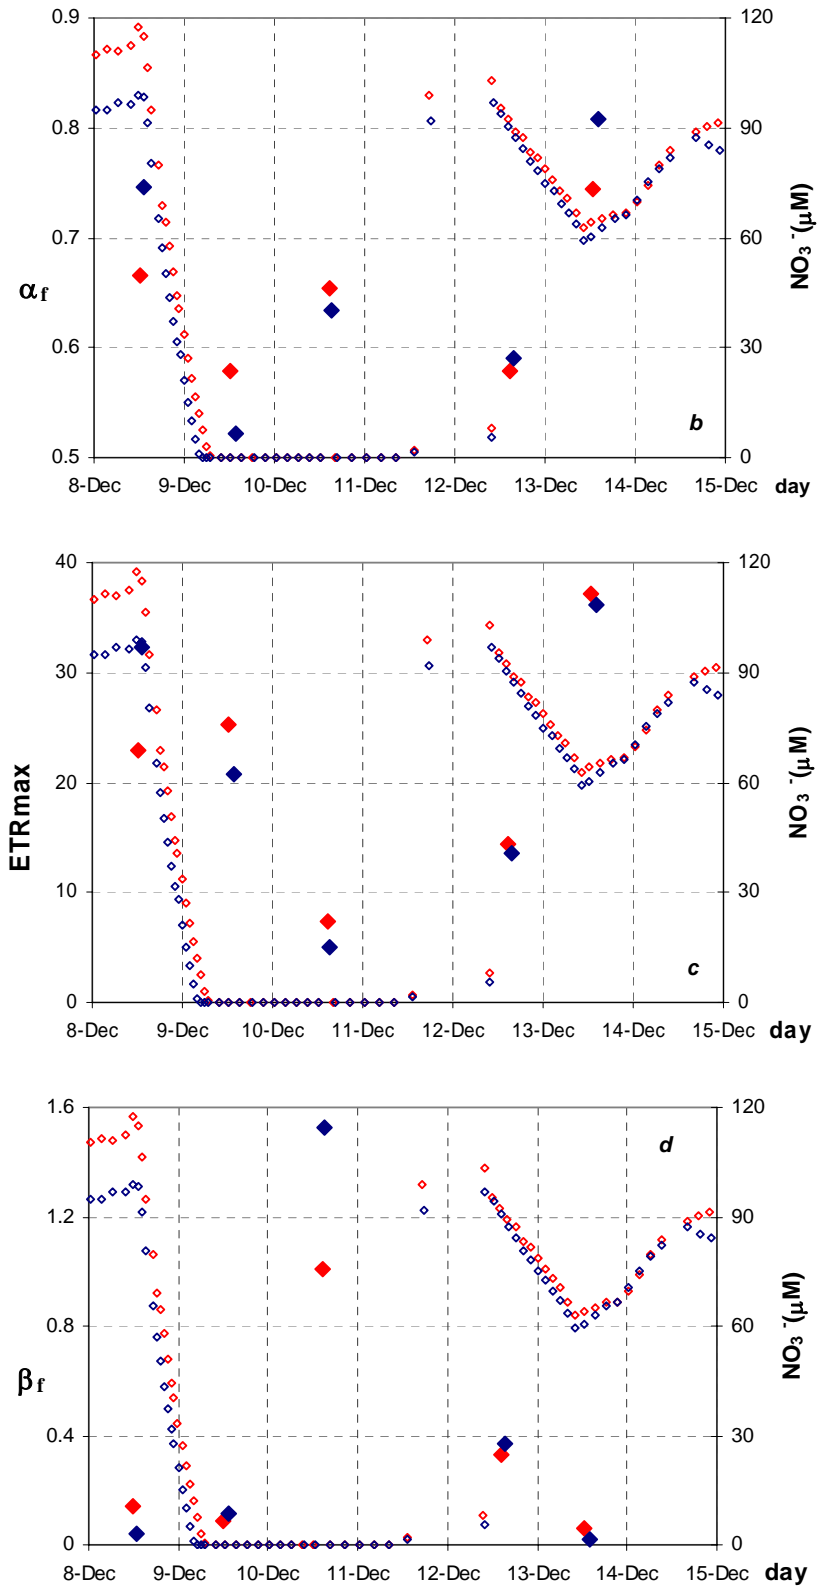 0.9
120
0.8
90
0.7
60
αf
NO3 - (μM)
0.6
30
b
0.5
0
8-Dec 9-Dec 10-Dec 11-Dec 12-Dec 13-Dec 14-Dec 15-Dec day
40
120
30
90
20
60
ETRmax
NO3 - (μM)
10
30
c
0
0
8-Dec 9-Dec 10-Dec 11-Dec 12-Dec 13-Dec 14-Dec 15-Dec day
1.6
120
d
1.2
90
0.8
60
βf
NO3 - (μM)
0.4
30
0
0
8-Dec 9-Dec 10-Dec 11-Dec 12-Dec 13-Dec 14-Dec 15-Dec day